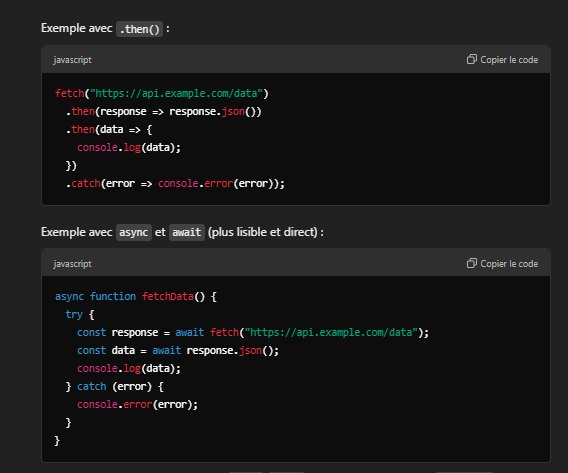 Exemple avec .then() :
javascript
Copier le code
fetch("https://api.example.com/data")
  .then(response => response.json())
  .then(data => {
    console.log(data);
  })
  .catch(error => console.error(error));
Exemple avec async et await (plus lisible et direct) :
javascript
Copier le code
async function fetchData() {
  try {
    const response = await fetch("https://api.example.com/data");
    const data = await response.json();
    console.log(data);
  } catch (error) {
    console.error(error);
  }
}